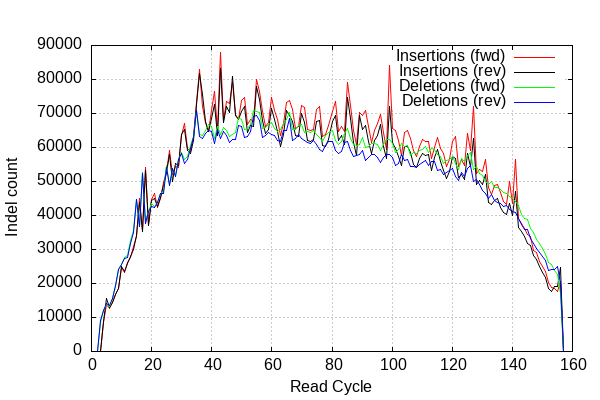 90000
80000
70000
60000
50000
40000
30000
20000
10000
0
Indel count
Insertions (fwd)
Insertions (rev)
Deletions (fwd)
Deletions (rev)
0 20 40 60 80 100 120 140 160
Read Cycle